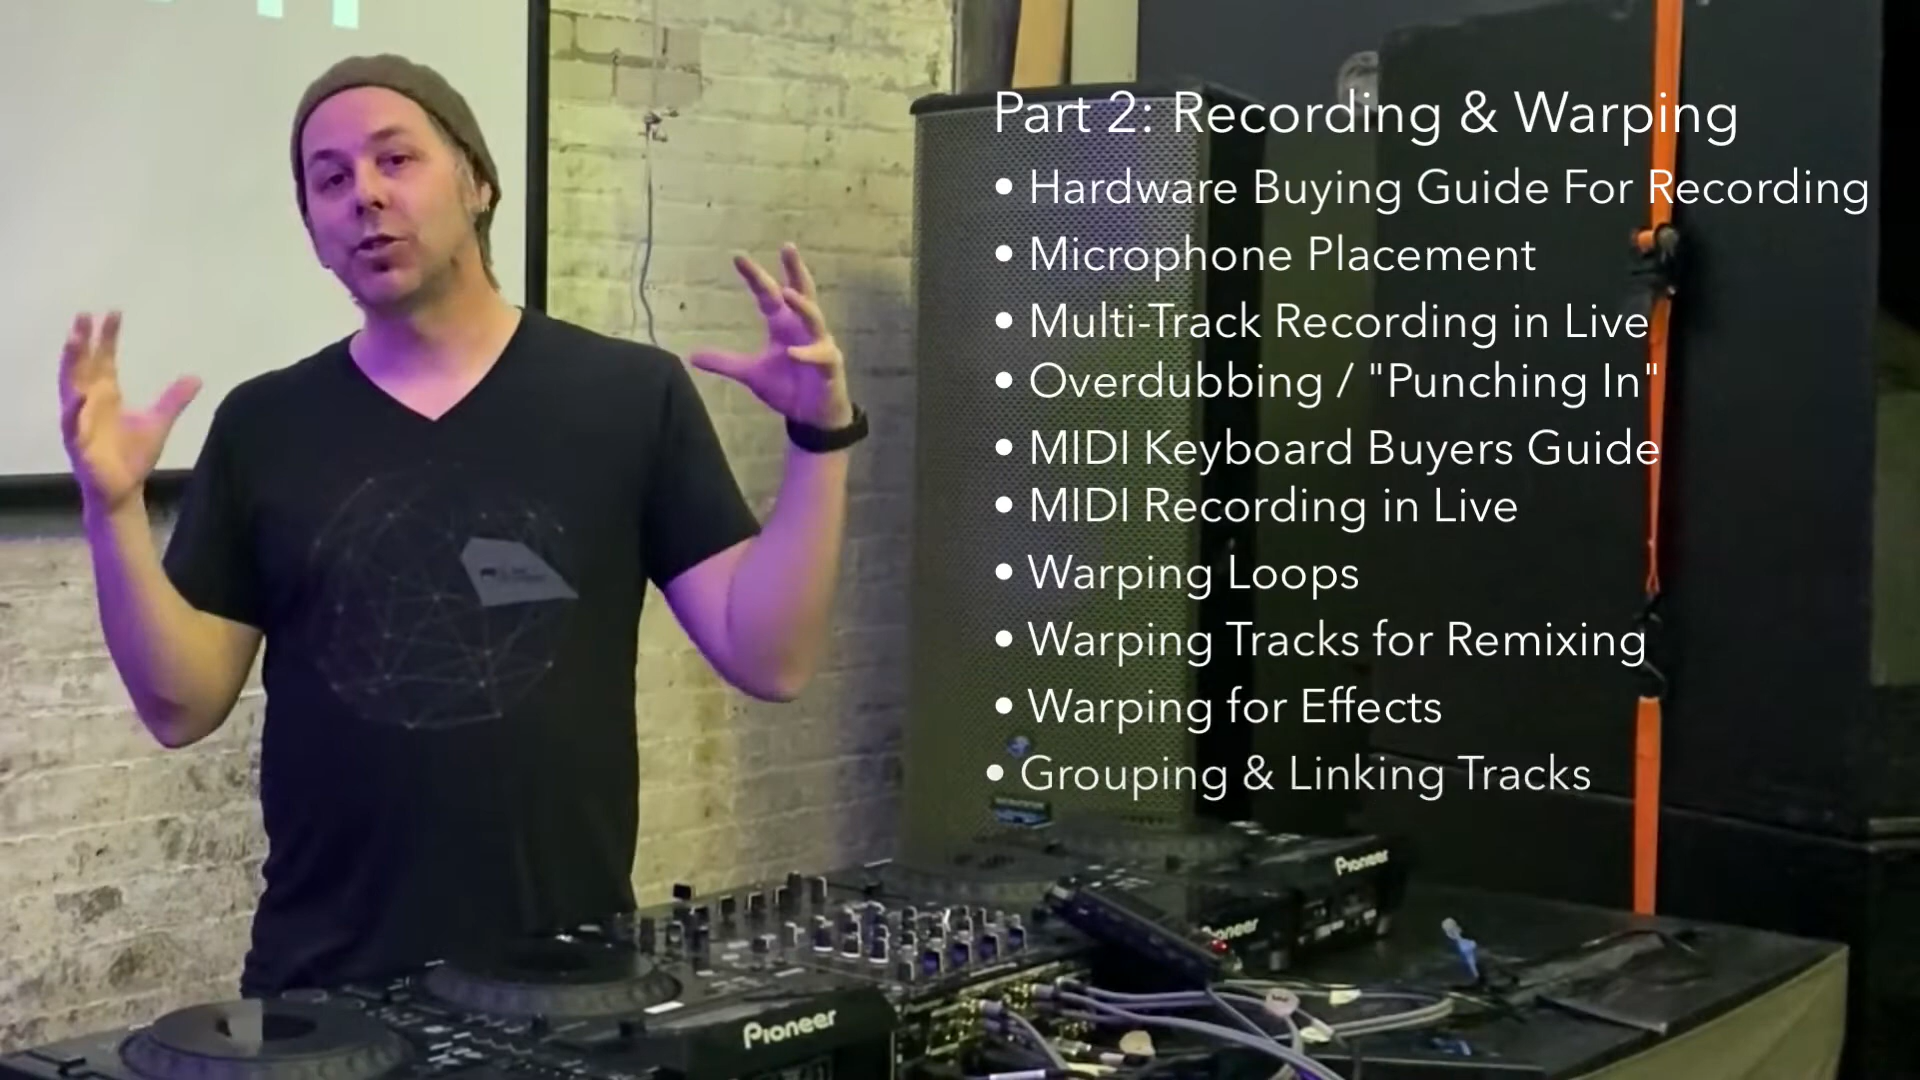 Part 2: Recording & Warping
• Hardware Buying Guide For Recording
• Microphone Placement
• Multi-Track Recording in Live
• Overdubbing / "Punching In"
• MIDI Keyboard Buyers Guide
• MIDI Recording in Live
• Warping Loops
• Warping Tracks for Remixing
• Warping for Effects
• Grouping & Linking Tracks
Pioneer
Pioneer
Pioneer